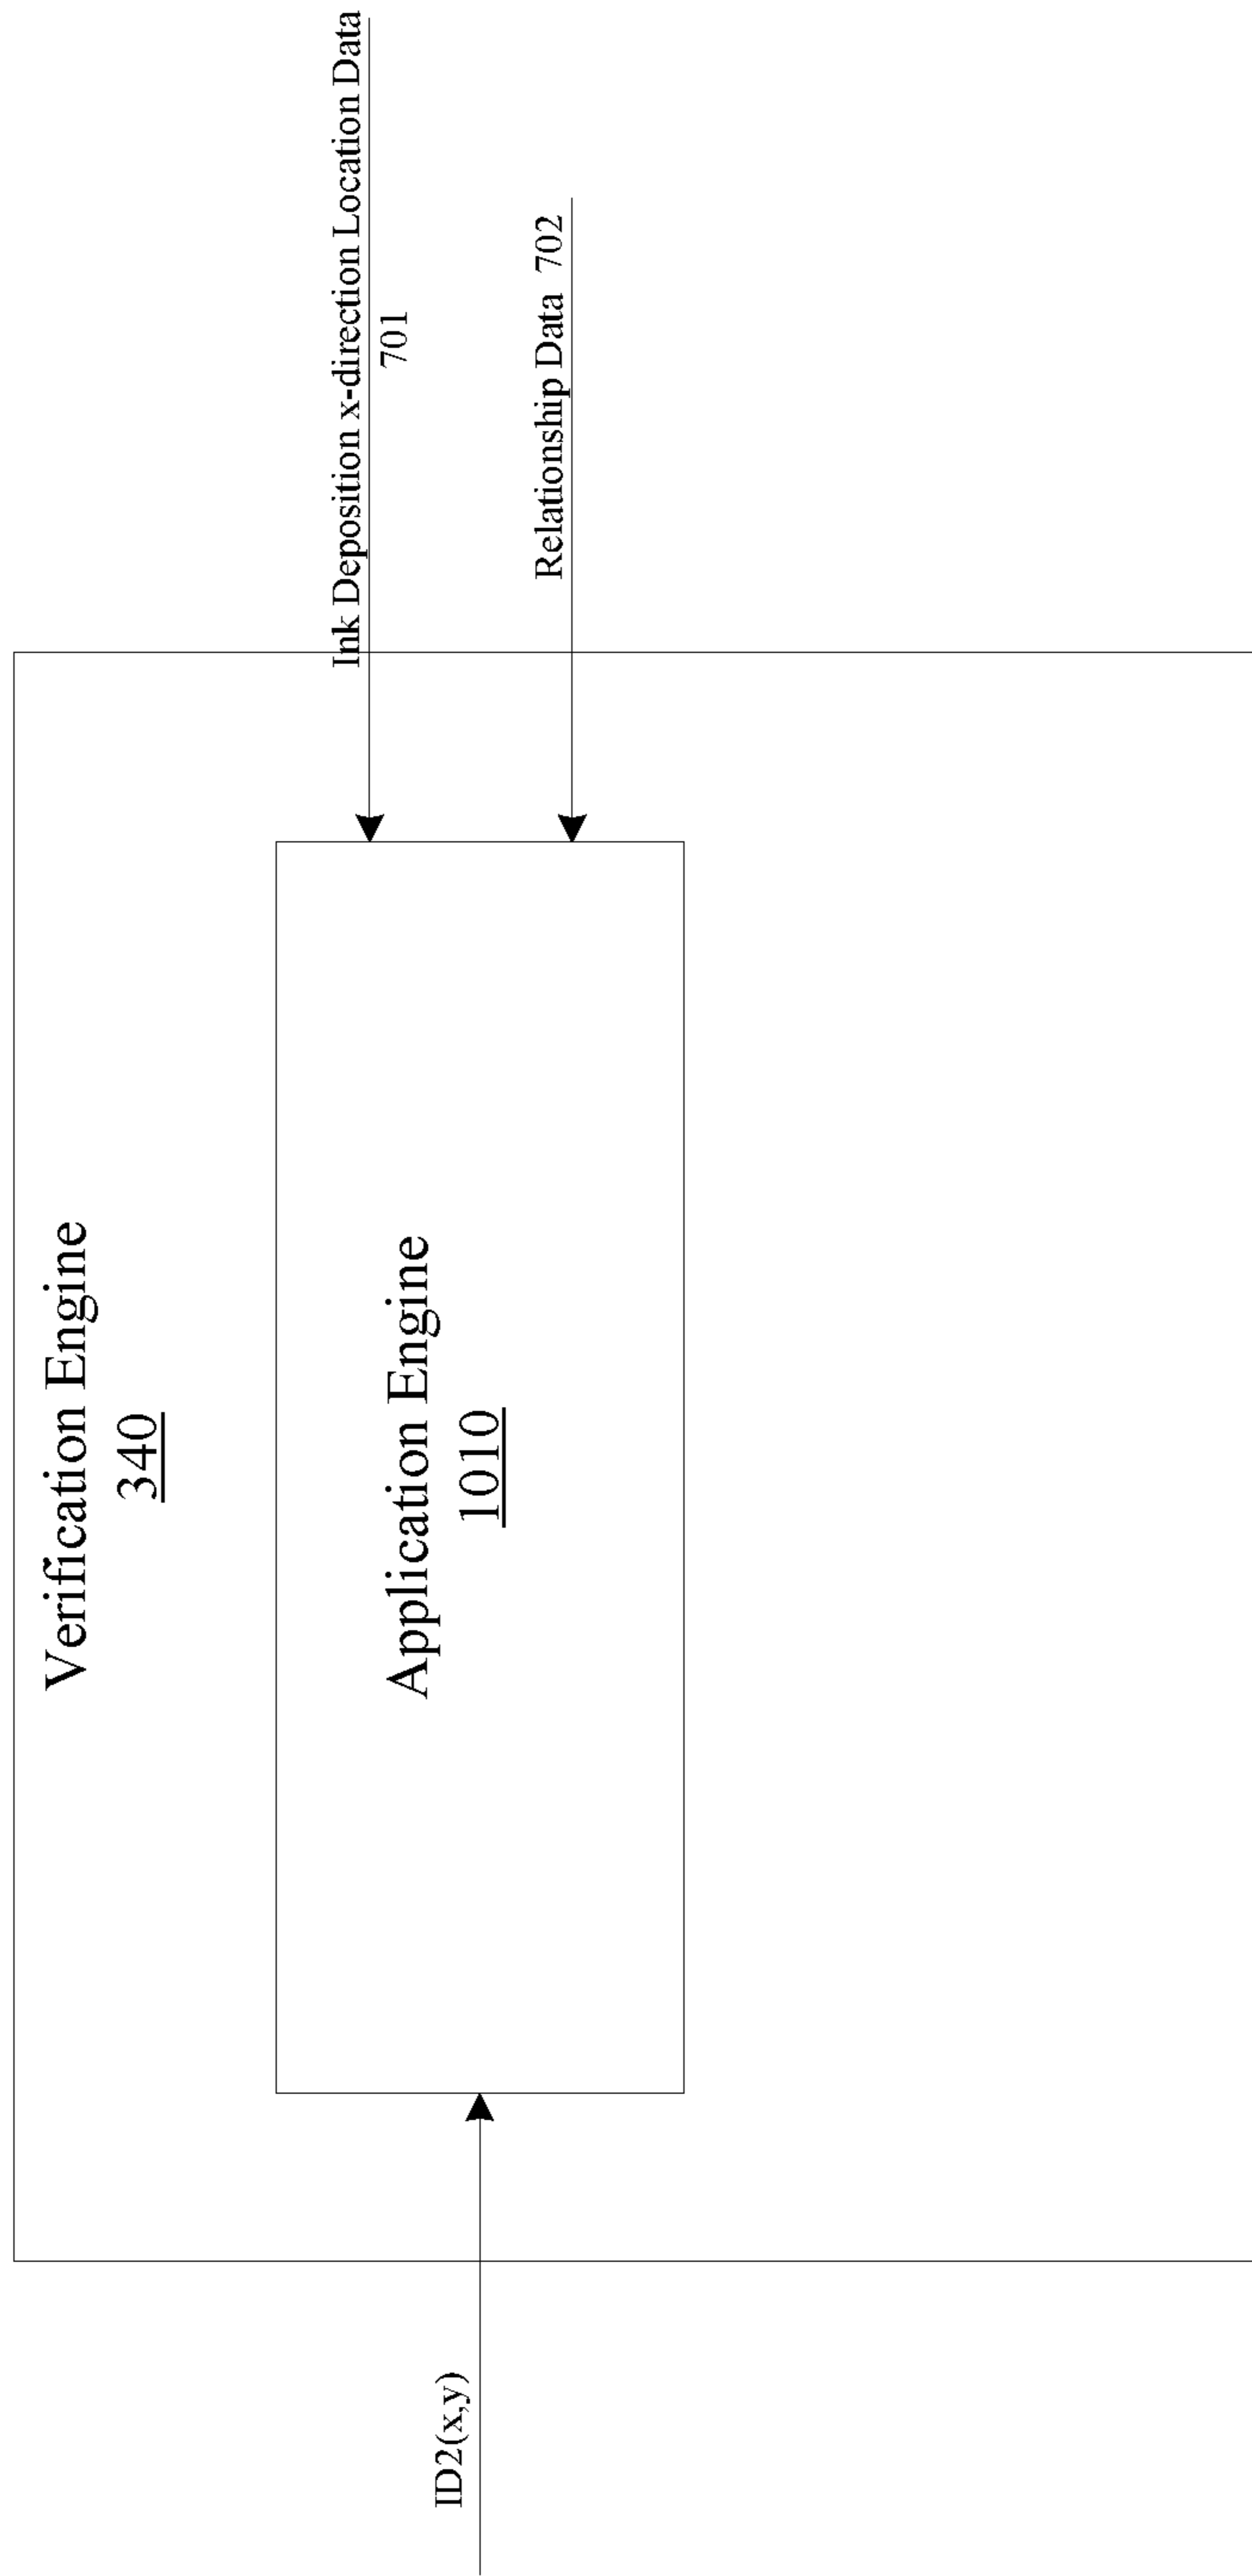 Verification Engine
340
Ink Deposition x-direction Location Data
701
Application Engine
1010
ID2(x,y)
Relationship Data 702